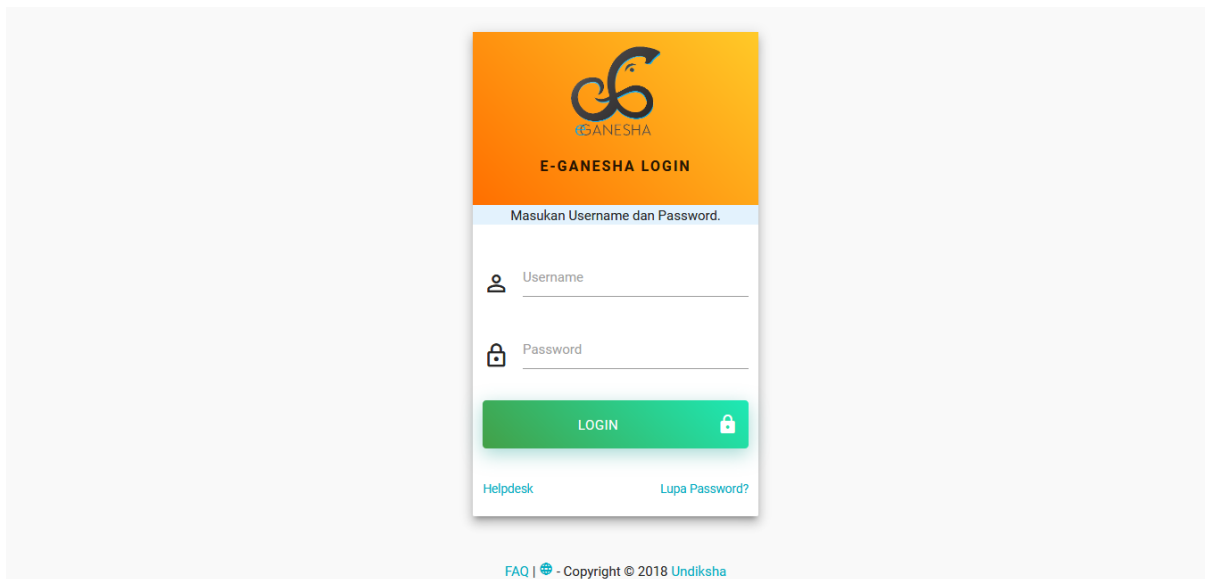 eGANESHA
E-GANESHA LOGIN
Masukan Username dan Password.
Username
Password
LOGIN
Helpdesk Lupa Password?
FAQ | - Copyright © 2018 Undiksha